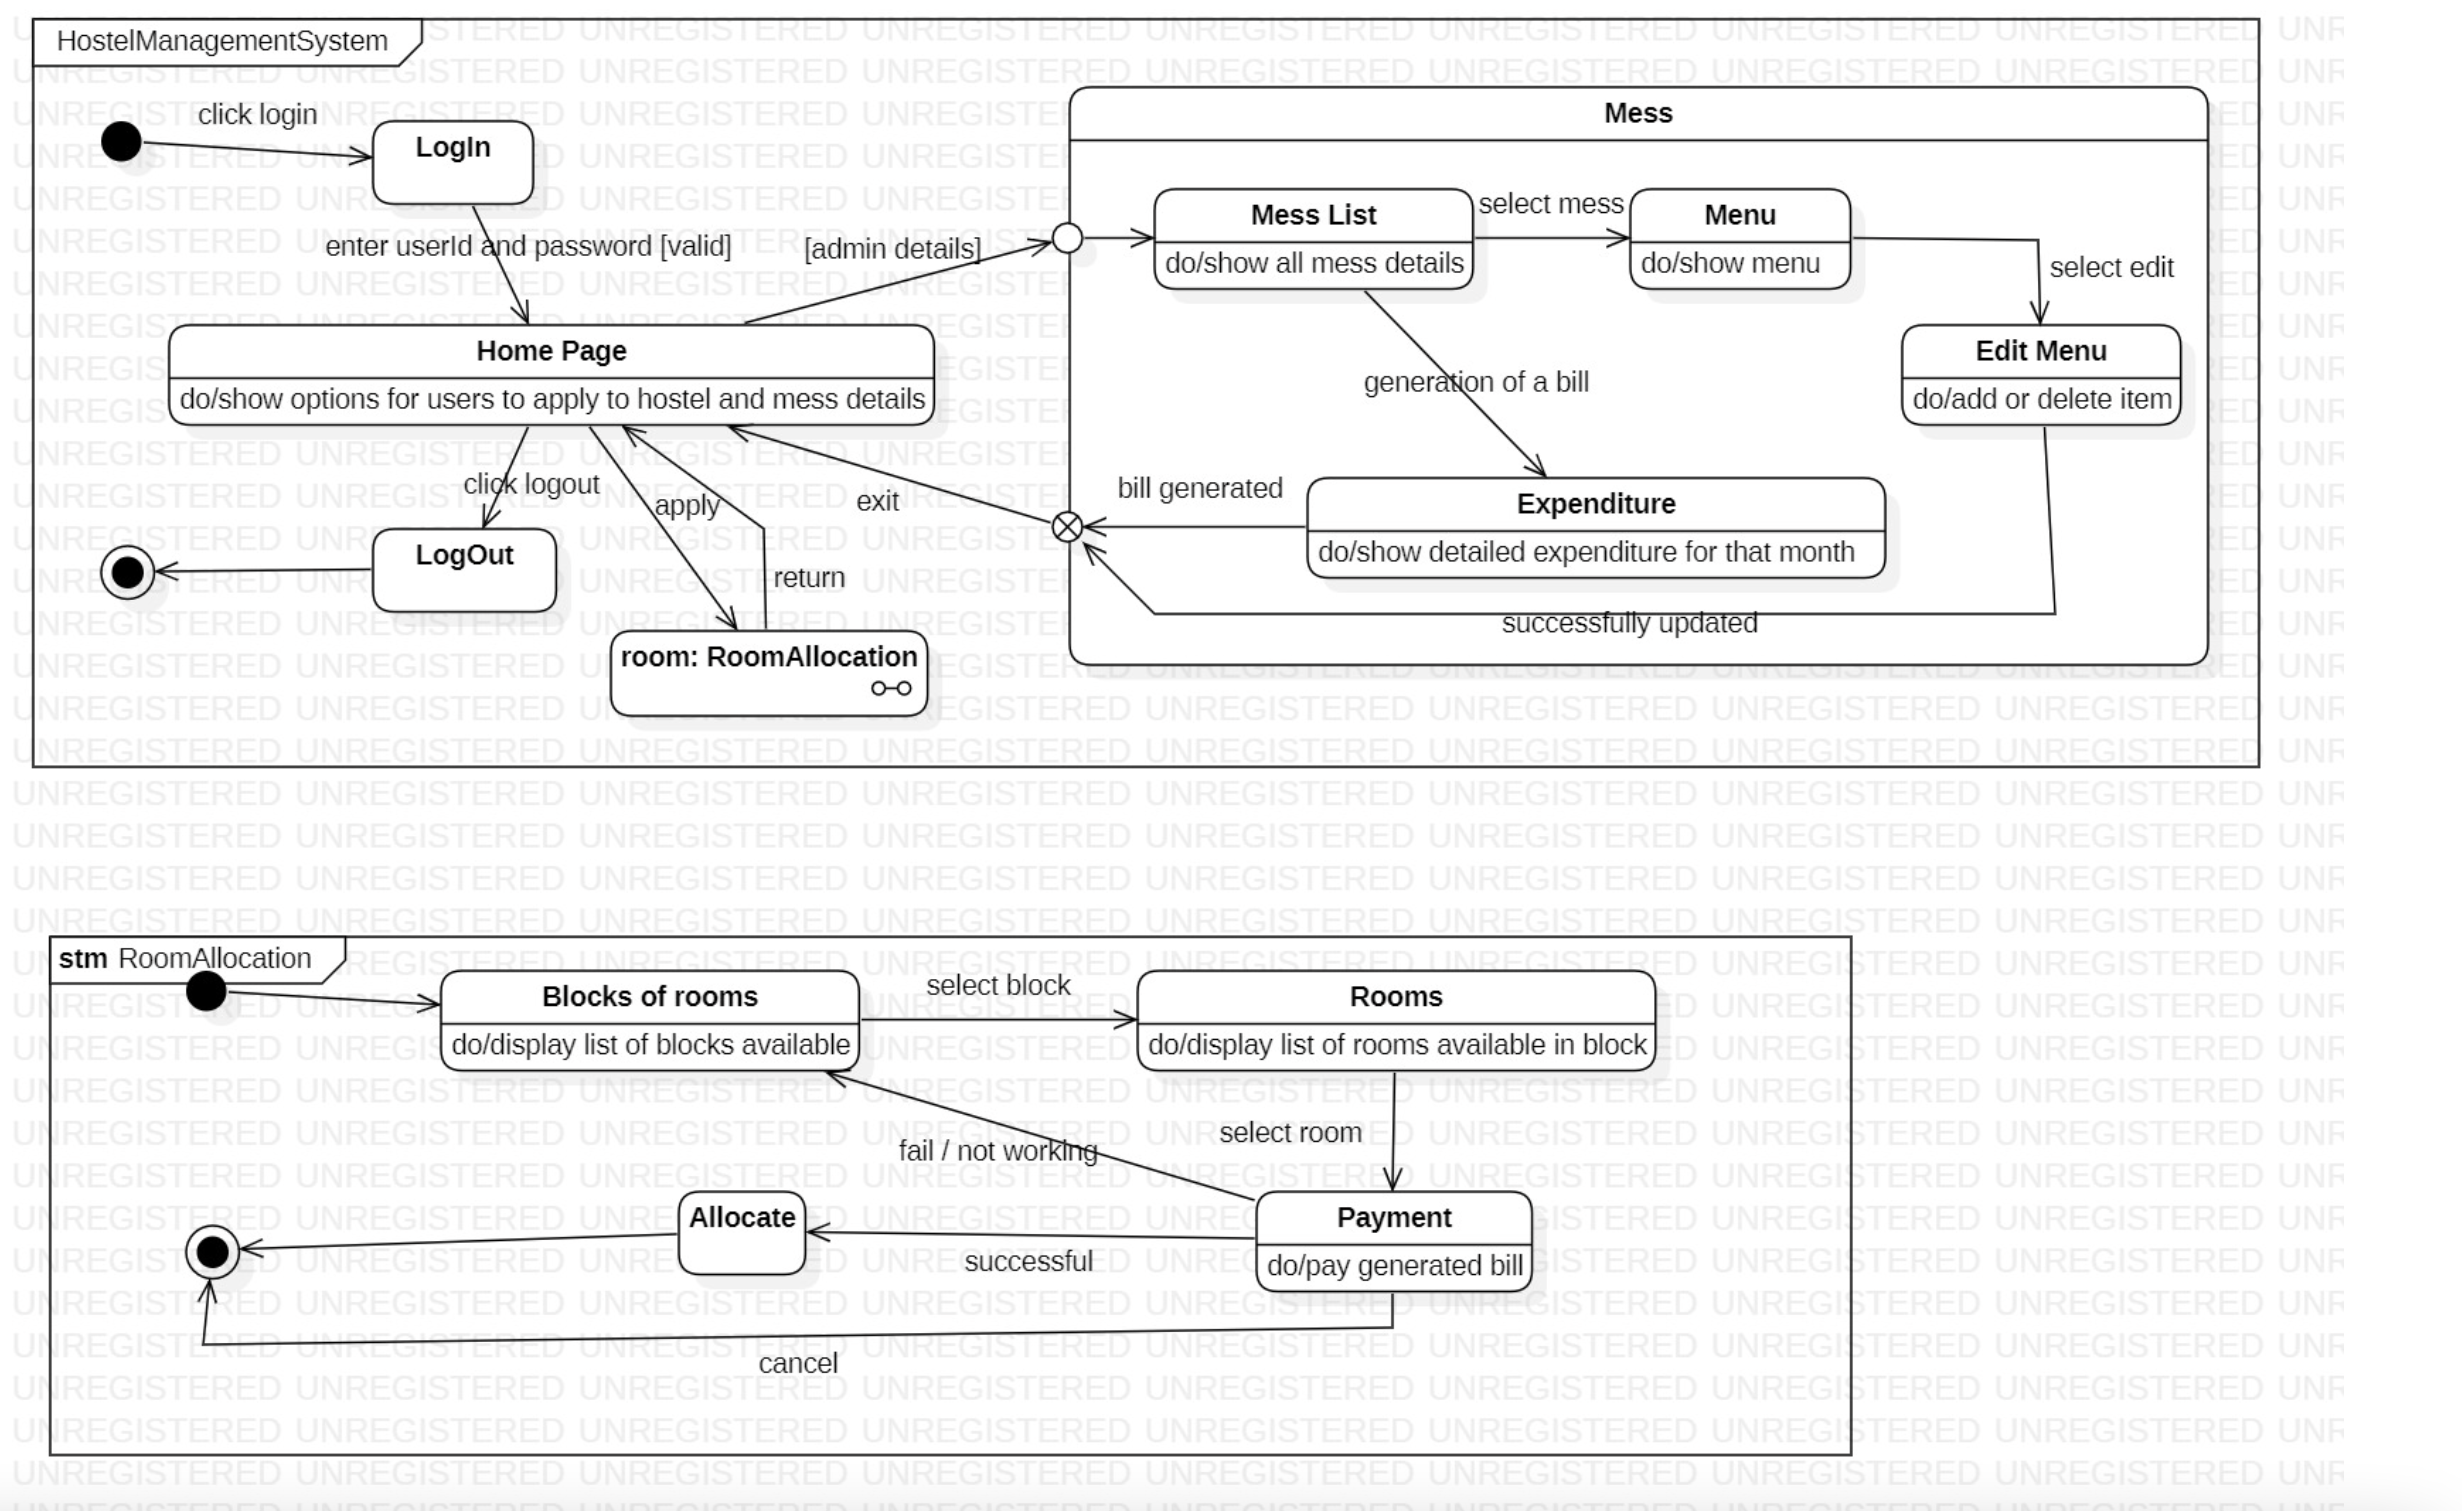 HostelManagementSystem
click login
LogIn
enter userId and password [valid]
[admin details]
Home Page
do/show options for users to apply to hostel and mess details
click logout
apply
exit
LogOut
return
room: RoomAllocation
Mess
Mess List
do/show all mess details
select mess
Menu
do/show menu
select edit
Edit Menu
do/add or delete item
generation of a bill
bill generated
Expenditure
do/show detailed expenditure for that month
successfully updated
stm RoomAllocation
Blocks of rooms
do/display list of blocks available
select block
Rooms
do/display list of rooms available in block
fail / not working
select room
Allocate
successful
Payment
do/pay generated bill
cancel
UNREGISTERED